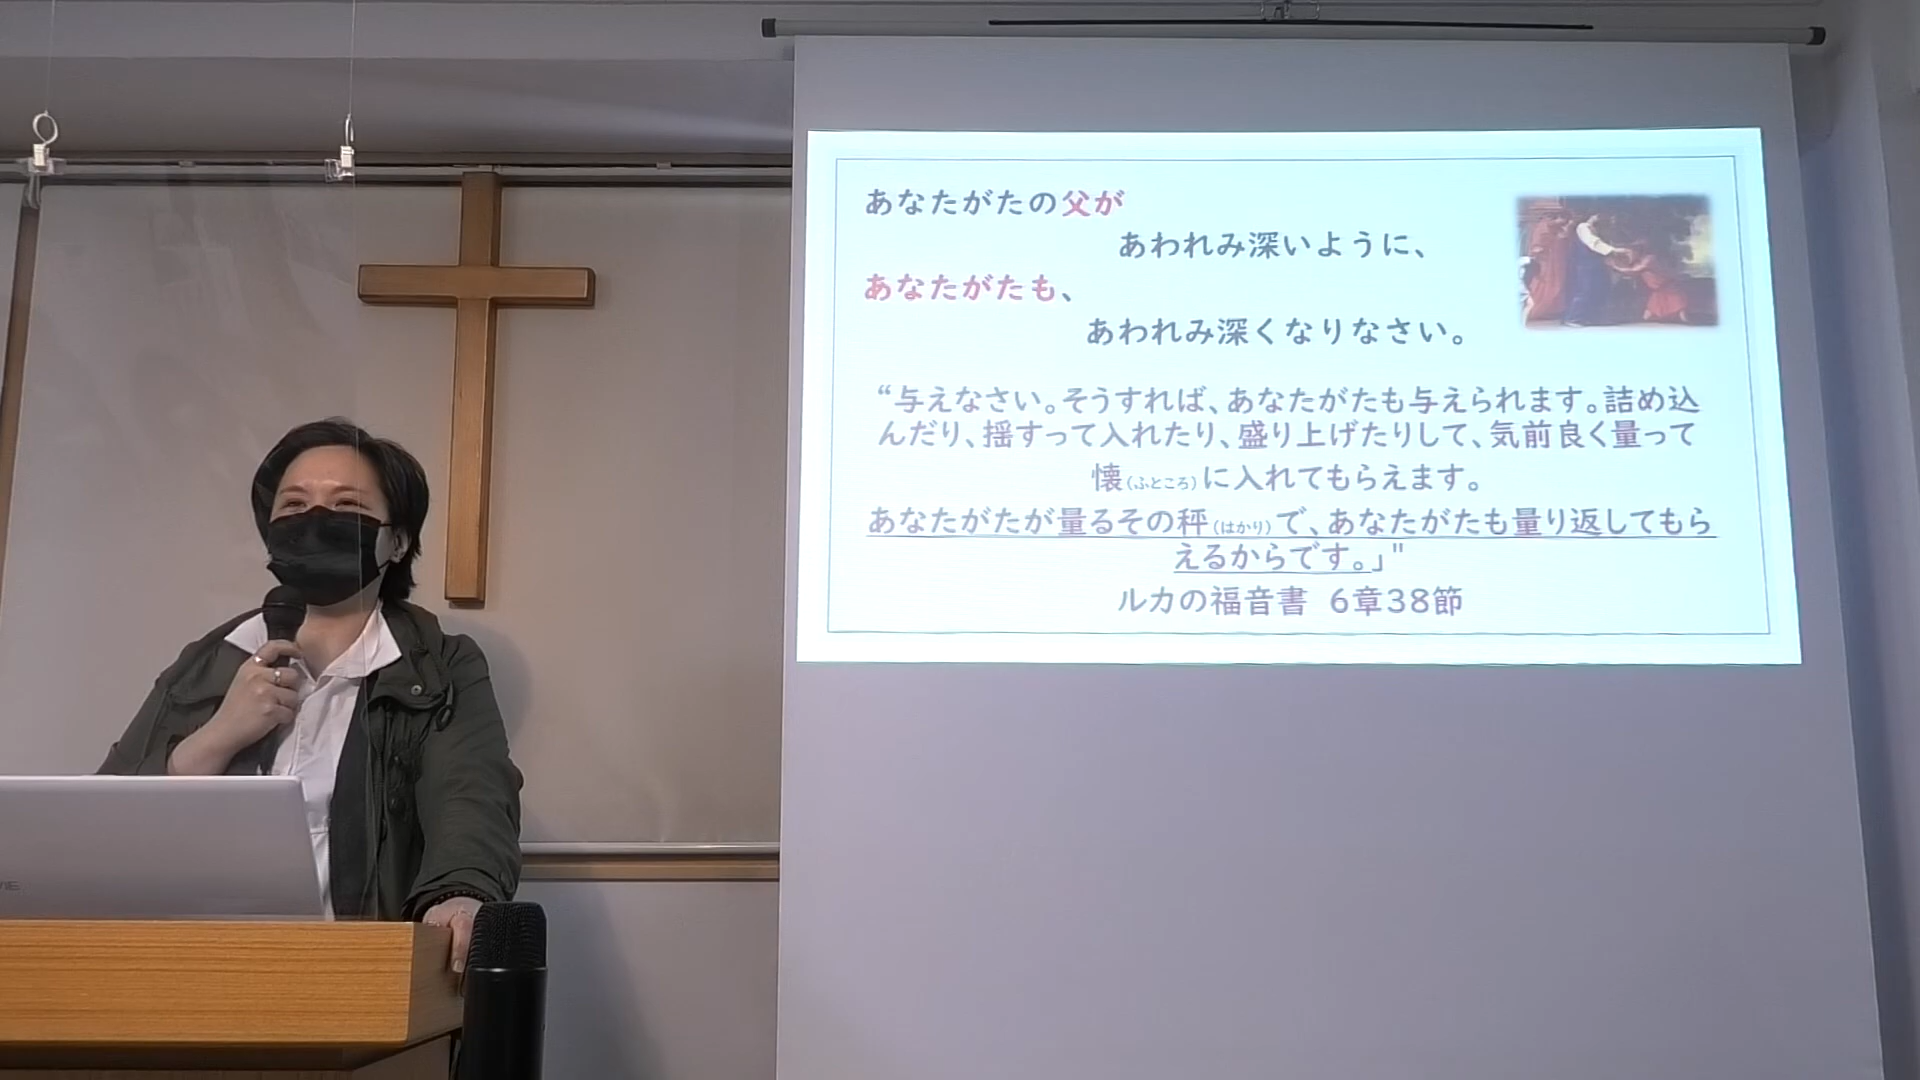 あなたがたの父が
あわれみ深いように、
あなたがたも、
あわれみ深くなりなさい。
“与えなさい。そうすれば、あなたがたも与えられます。詰め込
んだり、揺すって入れたり、盛り上げたりして、気前良く量って
懐(ふところ)に入れてもらえます。
あなたがたが量るその秤(はかり)で、あなたがたも量り返してもら
えるからです。」"
ルカの福音書 6章38節